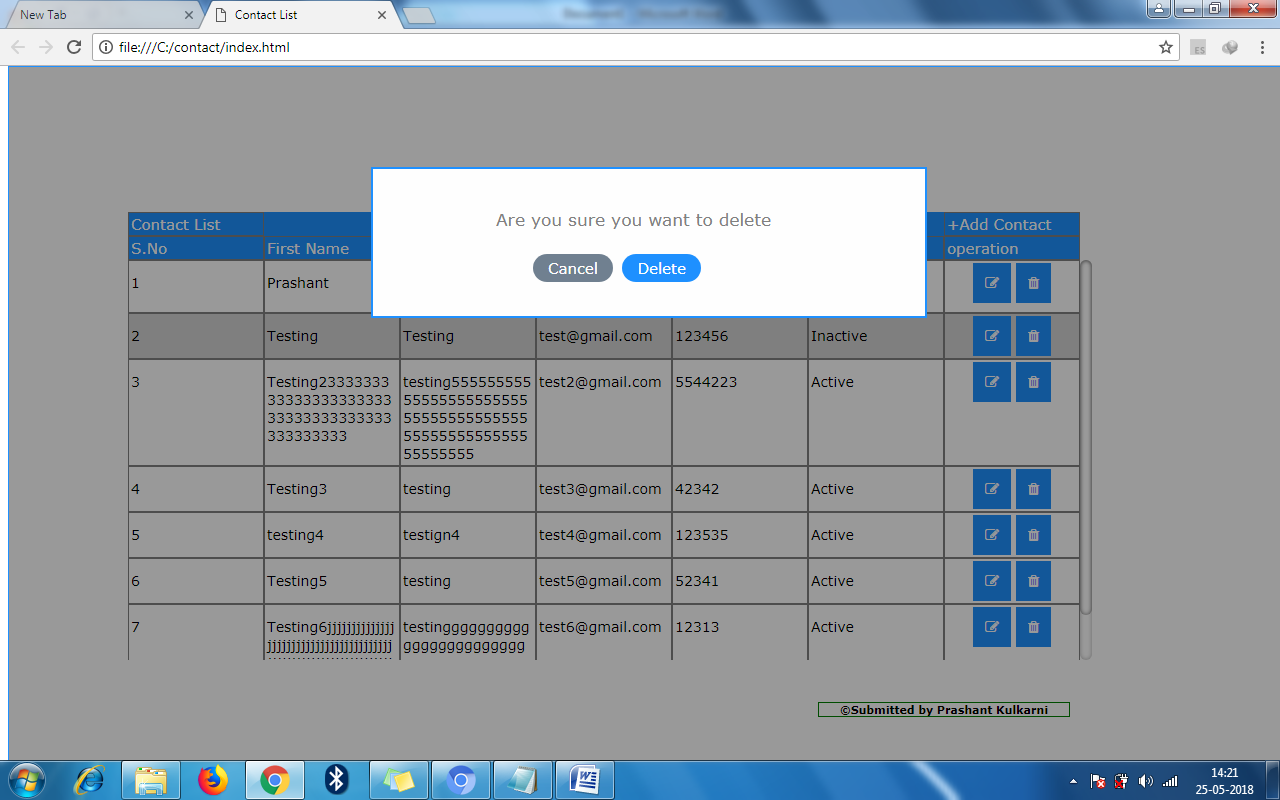 New Tab
Contact List
file:///C:/contact/index.html
ES
Are you sure you want to delete
Cancel Delete
Contact List +Add Contact
S.No First Name operation
1 Prashant
2 Testing Testing test@gmail.com 123456 Inactive
3 Testing23333333 testing555555555 test2@gmail.com 5544223 Active
33333333333333 55555555555555
33333333333333 55555555555555
333333333 55555555555555
55555555
4 Testing3 testing test3@gmail.com 42342 Active
5 testing4 testign4 test4@gmail.com 123535 Active
6 Testing5 testing test5@gmail.com 52341 Active
7 Testing6jjjjjjjjjjjjjj testinggggggggggg test6@gmail.com 12313 Active
jjjjjjjjjjjjjjjjjjjjjjjjjj gggggggggggggg
©Submitted by Prashant Kulkarni
14:21
25-05-2018